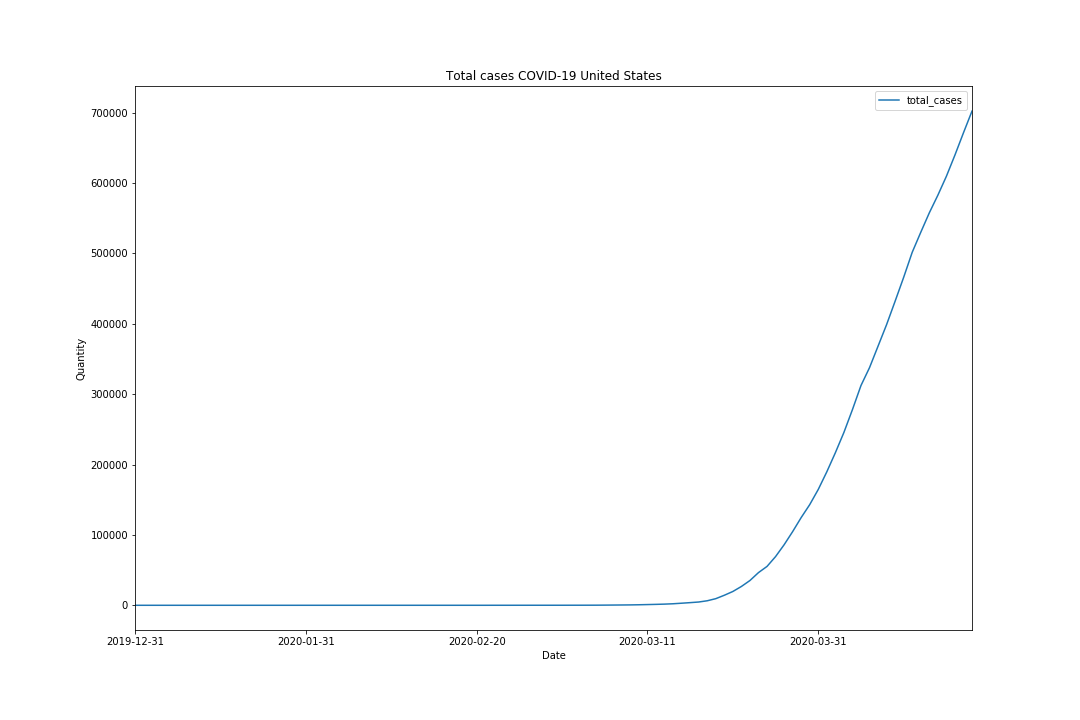 Total cases COVID-19 United States
total_cases
700000
600000
500000
400000
300000
200000
100000
0
Quantity
2019-12-31 2020-01-31 2020-02-20 2020-03-11 2020-03-31
Date